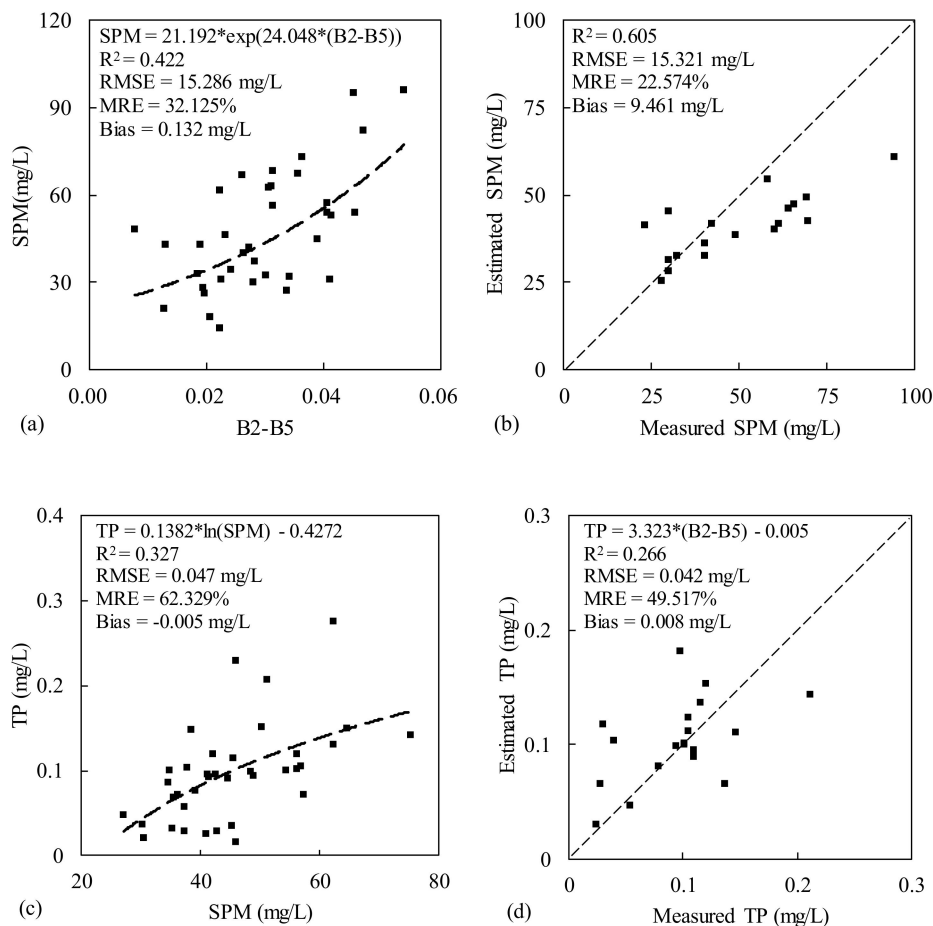 120
90
60
30
0
SPM(mg/L)
SPM = 21.192*exp(24.048*(B2-B5))
R² = 0.422
RMSE = 15.286 mg/L
MRE = 32.125%
Bias = 0.132 mg/L
0.00 0.02 0.04 0.06
(a) B2-B5
100
75
50
25
0
Estimated SPM (mg/L)
R² = 0.605
RMSE = 15.321 mg/L
MRE = 22.574%
Bias = 9.461 mg/L
0 25 50 75 100
(b) Measured SPM (mg/L)
0.4
0.3
0.2
0.1
0
TP (mg/L)
TP = 0.1382*ln(SPM) - 0.4272
R² = 0.327
RMSE = 0.047 mg/L
MRE = 62.329%
Bias = -0.005 mg/L
20 40 60 80
(c) SPM (mg/L)
0.3
0.2
0.1
0
Estimated TP (mg/L)
TP = 3.323*(B2-B5) - 0.005
R² = 0.266
RMSE = 0.042 mg/L
MRE = 49.517%
Bias = 0.008 mg/L
0 0.1 0.2 0.3
(d) Measured TP (mg/L)